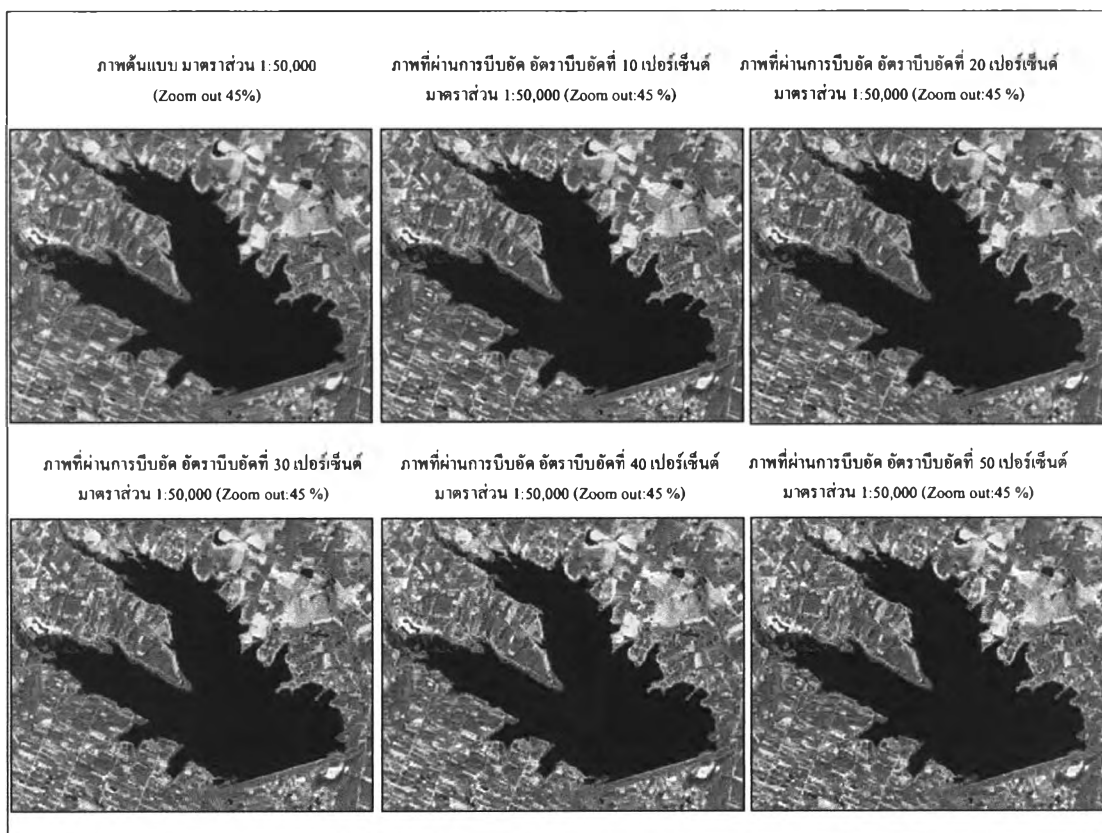 ภาพต้นแบบ มาตราส่วน 1:50,000
(Zoom out 45%)
ภาพที่ผ่านการบีบอัด อัตราบีบอัดที่ 10 เปอร์เซ็นต์
มาตราส่วน 1:50,000 (Zoom out:45 %)
ภาพที่ผ่านการบีบอัด อัตราบีบอัดที่ 20 เปอร์เซ็นต์
มาตราส่วน 1:50,000 (Zoom out:45 %)
ภาพที่ผ่านการบีบอัด อัตราบีบอัดที่ 30 เปอร์เซ็นต์
มาตราส่วน 1:50,000 (Zoom out:45 %)
ภาพที่ผ่านการบีบอัด อัตราบีบอัดที่ 40 เปอร์เซ็นต์
มาตราส่วน 1:50,000 (Zoom out:45 %)
ภาพที่ผ่านการบีบอัด อัตราบีบอัดที่ 50 เปอร์เซ็นต์
มาตราส่วน 1:50,000 (Zoom out:45 %)